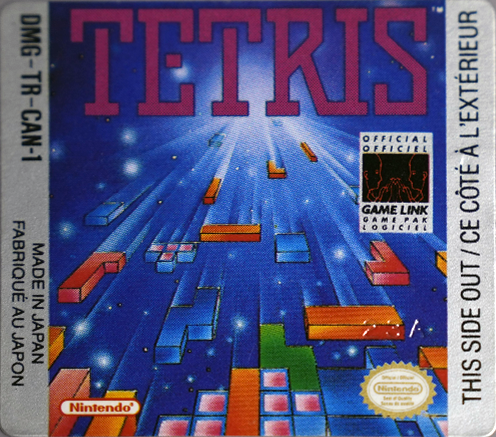 TETRIS
DMG-TR-CAN-1
MADE IN JAPAN
FABRIQUÉ AU JAPON
OFFICIAL
OFFICIEL
GAME LINK
GAME PAK
LOGICIEL
THIS SIDE OUT / CE CÔTÉ À L'EXTÉRIEUR
Nintendo
Nintendo